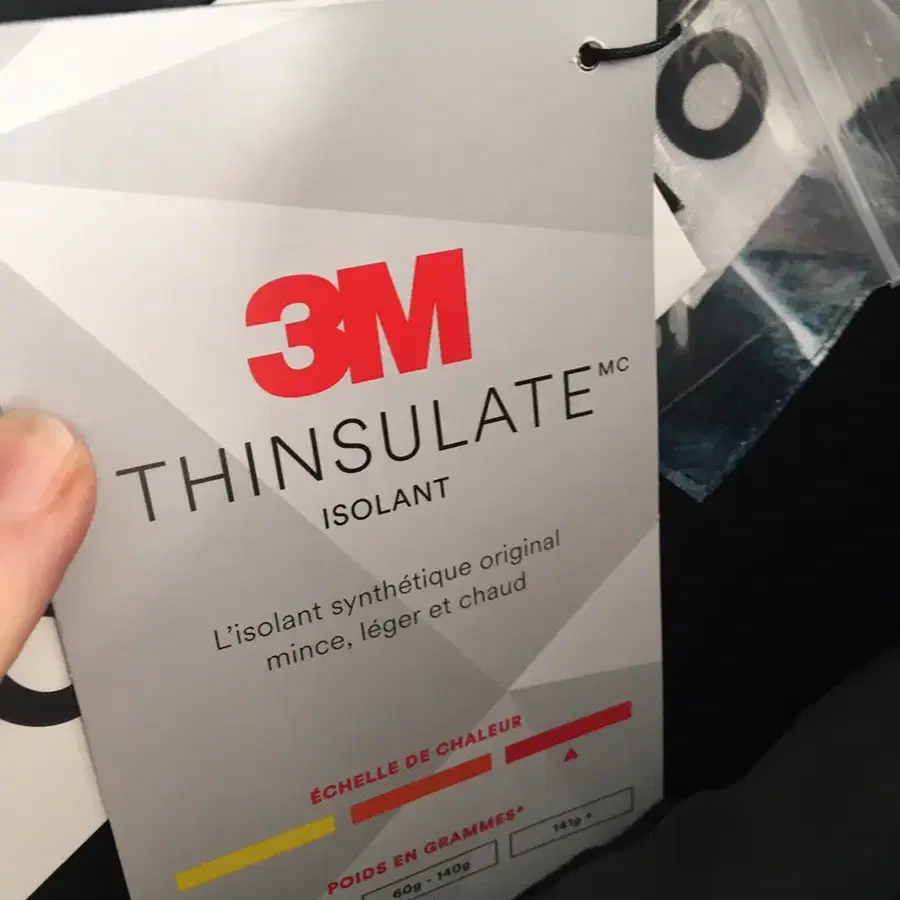 3M
THINSULATE MC
ISOLANT
L'isolant synthétique original
mince, léger et chaud
ÉCHELLE DE CHALEUR
POIDS EN GRAMMES*
60g - 140g
141g +